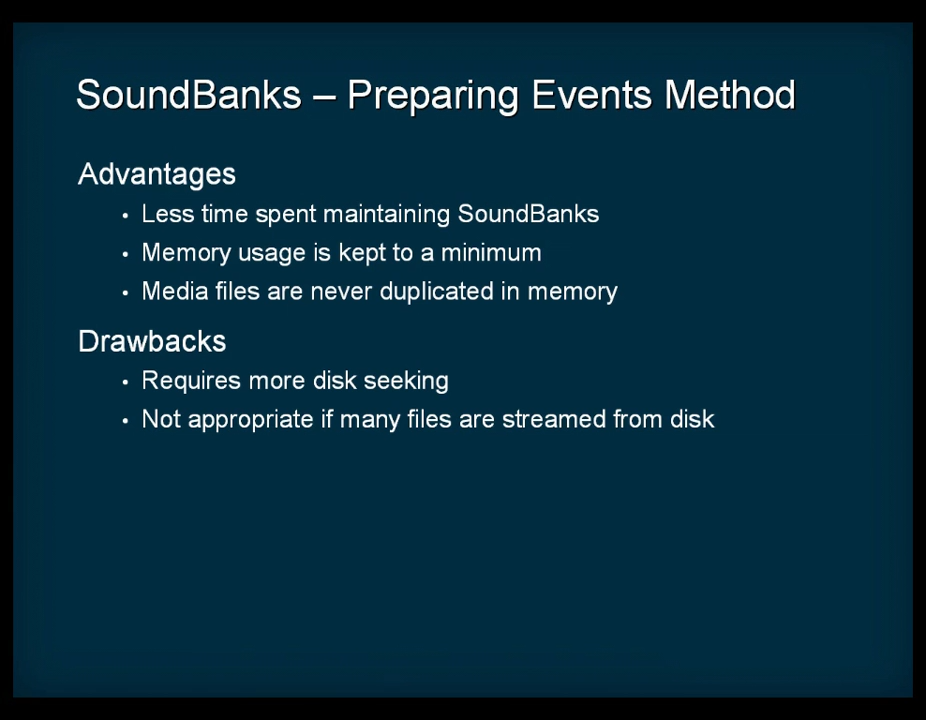 SoundBanks – Preparing Events Method
Advantages
• Less time spent maintaining SoundBanks
• Memory usage is kept to a minimum
• Media files are never duplicated in memory
Drawbacks
• Requires more disk seeking
• Not appropriate if many files are streamed from disk